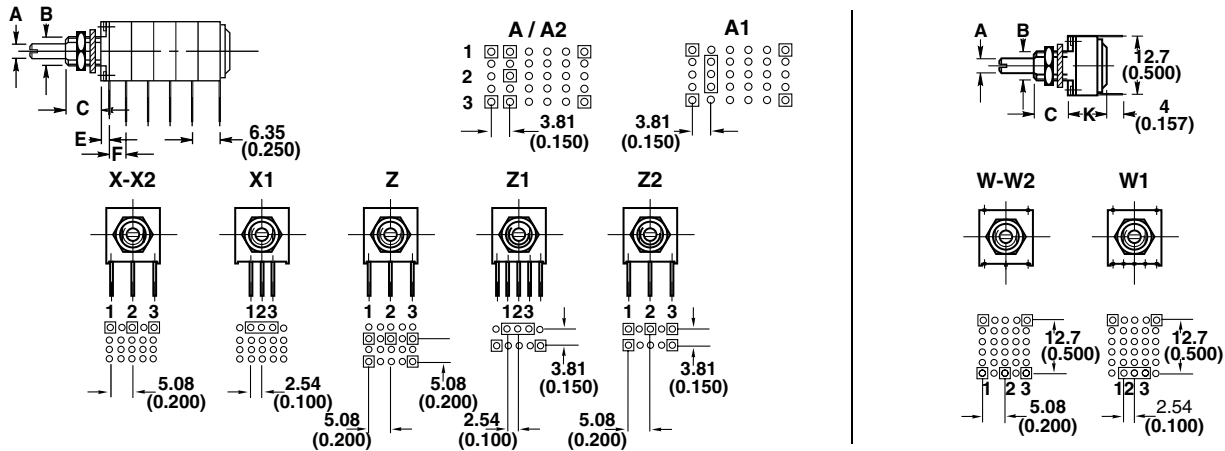 A B
A / A2
A1
A B
1
2
3
12.7
(0.500)
C
E
F
6.35
(0.250)
3.81
(0.150)
3.81
(0.150)
C K
4
(0.157)
X-X2
X1
Z
Z1
Z2
W-W2
W1
1 2 3
123
1 2 3
123
1 2 3
12.7
(0.500)
12.7
(0.500)
3.81
(0.150)
3.81
(0.150)
1 2 3
12 3
5.08
(0.200)
2.54
(0.100)
5.08
(0.200)
5.08
(0.200)
2.54
(0.100)
5.08
(0.200)
5.08
(0.200)
2.54
(0.100)